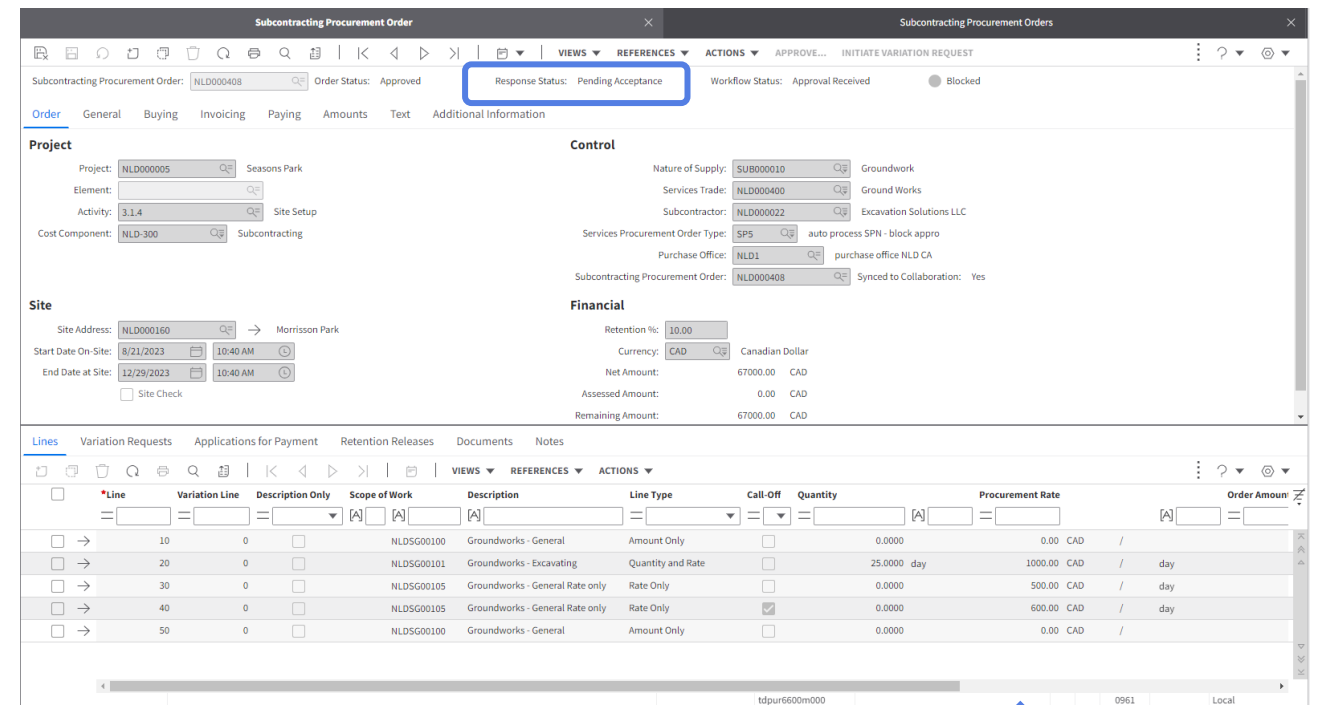 Subcontracting Procurement Order
Subcontracting Procurement Orders
VIEWS REFERENCES ACTIONS APPROVE... INITIATE VARIATION REQUEST
Subcontracting Procurement Order: NLD000408 Order Status: Approved Response Status: Pending Acceptance Workflow Status: Approval Received Blocked
Order General Buying Invoicing Paying Amounts Text Additional Information
Project
Project: NLD000005 Seasons Park
Element:
Activity: 3.1.4 Site Setup
Cost Component: NLD-300 Subcontracting
Control
Nature of Supply: SUB000010 Groundwork
Services Trade: NLD000400 Ground Works
Subcontractor: NLD000022 Excavation Solutions LLC
Services Procurement Order Type: SP5 auto process SPN - block appro
Purchase Office: NLD1 purchase office NLD CA
Subcontracting Procurement Order: NLD000408 Synced to Collaboration: Yes
Site
Site Address: NLD000160 Morrisson Park
Start Date On-Site: 8/21/2023 10:40 AM
End Date at Site: 12/29/2023 10:40 AM
Site Check
Financial
Retention %: 10.00
Currency: CAD Canadian Dollar
Net Amount: 67000.00 CAD
Assessed Amount: 0.00 CAD
Remaining Amount: 67000.00 CAD
Lines Variation Requests Applications for Payment Retention Releases Documents Notes
VIEWS REFERENCES ACTIONS
*Line Variation Line Description Only Scope of Work Description Line Type Call-Off Quantity Procurement Rate Order Amoun
10 0 NLDSG00100 Groundworks - General Amount Only 0.0000 0.00 CAD /
20 0 NLDSG00101 Groundworks - Excavating Quantity and Rate 25.0000 day 1000.00 CAD / day
30 0 NLDSG00105 Groundworks - General Rate only Rate Only 0.0000 500.00 CAD / day
40 0 NLDSG00105 Groundworks - General Rate only Rate Only 0.0000 600.00 CAD / day
50 0 NLDSG00100 Groundworks - General Amount Only 0.0000 0.00 CAD /
tdpur6600m000 0961 Local